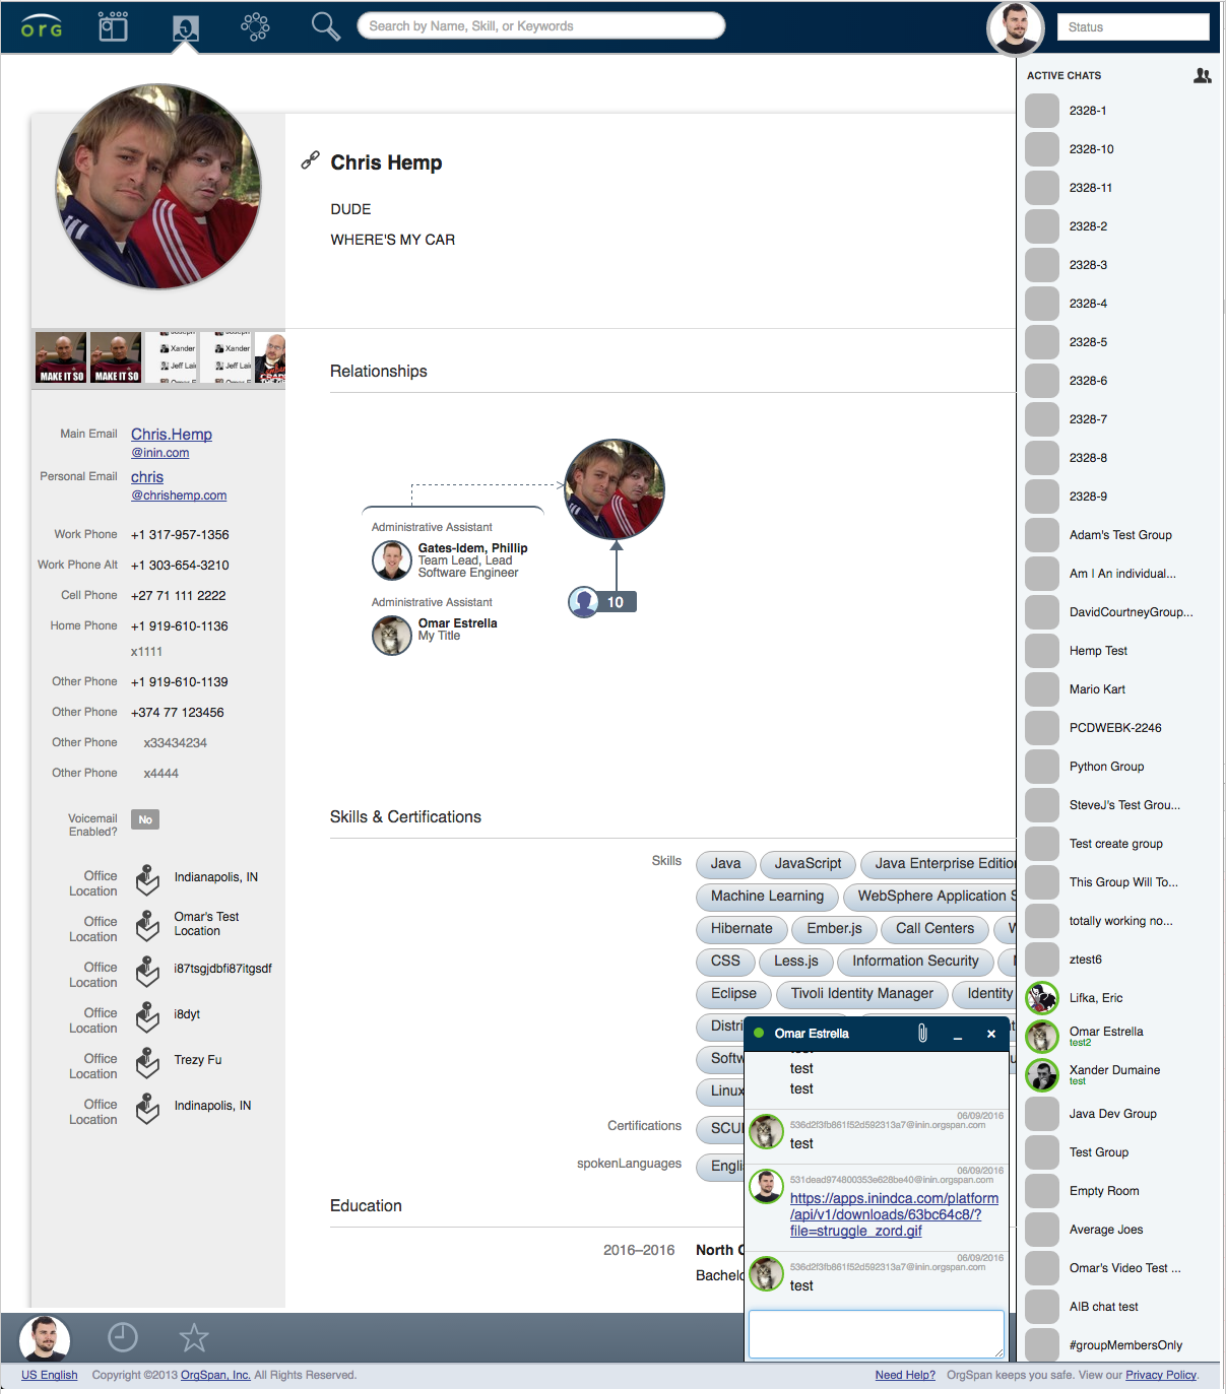 org
Search by Name, Skill, or Keywords
Status
Chris Hemp
DUDE
WHERE'S MY CAR
MAKE IT SO
MAKE IT SO
Xander
Jeff Lai
Xander
Jeff Lai
Main Email
Chris.Hemp
@inin.com
Personal Email
chris
@chrishemp.com
Work Phone +1 317-957-1356
Work Phone Alt +1 303-654-3210
Cell Phone +27 71 111 2222
Home Phone +1 919-610-1136
x1111
Other Phone +1 919-610-1139
Other Phone +374 77 123456
Other Phone x33434234
Other Phone x4444
Voicemail
Enabled?
No
Office
Location
Indianapolis, IN
Office
Location
Omar's Test
Location
Office
Location
i87tsgjdbfi87itgsdf
Office
Location
i8dyt
Office
Location
Trezy Fu
Office
Location
Indinapolis, IN
Relationships
Administrative Assistant
Gates-Idem, Phillip
Team Lead, Lead
Software Engineer
Administrative Assistant
Omar Estrella
My Title
10
Skills & Certifications
Skills
Java JavaScript Java Enterprise Edition
Machine Learning WebSphere Application S
Hibernate Ember.js Call Centers W
CSS Less.js Information Security
Eclipse Tivoli Identity Manager Identity
Distri
Softw
Linux
Certifications SCU
spokenLanguages Engli
Education
2016–2016 North C
Bachelo
Omar Estrella
test
test
06/09/2016
536d2f3fb861f52d592313a7@inin.orgspan.com
test
06/09/2016
531dead974800353e628be40@inin.orgspan.com
https://apps.inindca.com/platform
/api/v1/downloads/63bc64c8/?
file=struggle_zord.gif
06/09/2016
536d2f3fb861f52d592313a7@inin.orgspan.com
test
ACTIVE CHATS
2328-1
2328-10
2328-11
2328-2
2328-3
2328-4
2328-5
2328-6
2328-7
2328-8
2328-9
Adam's Test Group
Am I An individual...
DavidCourtneyGroup...
Hemp Test
Mario Kart
PCDWEBK-2246
Python Group
SteveJ's Test Grou...
Test create group
This Group Will To...
totally working no...
ztest6
Lifka, Eric
Omar Estrella
test2
Xander Dumaine
test
Java Dev Group
Test Group
Empty Room
Average Joes
Omar's Video Test ...
AIB chat test
#groupMembersOnly
US English Copyright ©2013 OrgSpan, Inc. All Rights Reserved.
Need Help? OrgSpan keeps you safe. View our Privacy Policy.